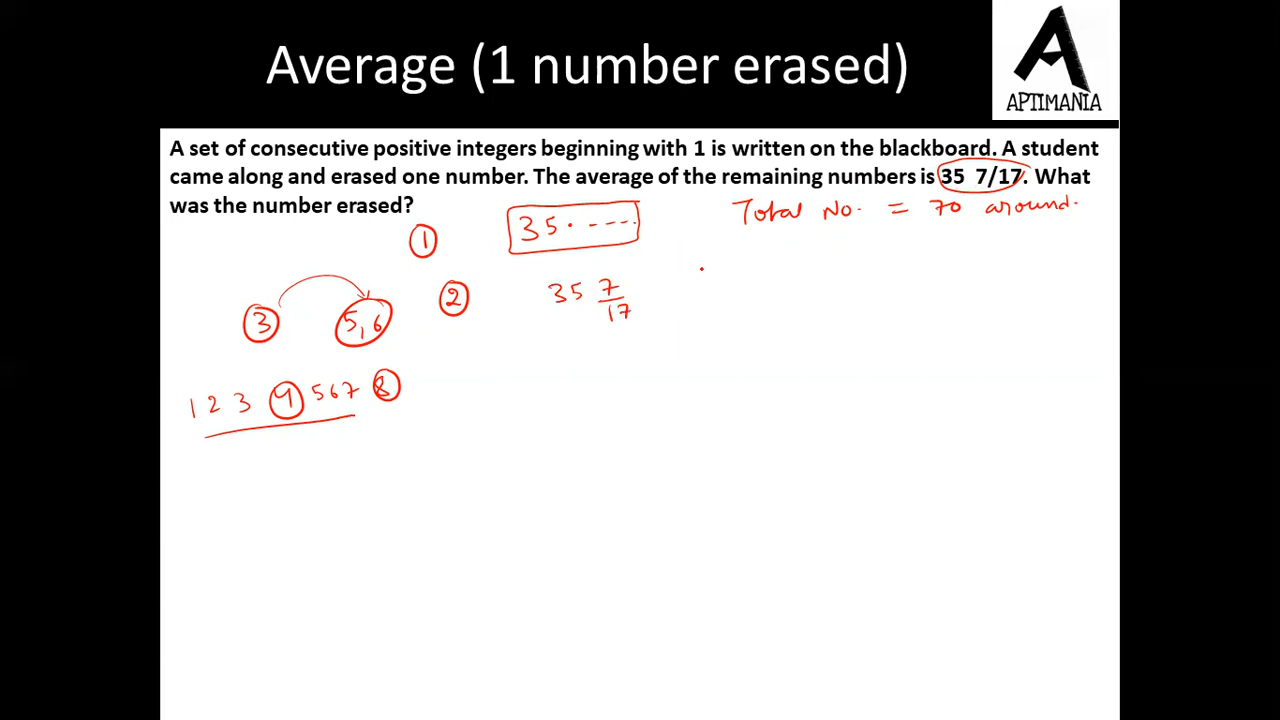 Average (1 number erased)
APTIMANIA
A set of consecutive positive integers beginning with 1 is written on the blackboard. A student
came along and erased one number. The average of the remaining numbers is 35 7/17. What
was the number erased?
Total No. = 70 around.
1
35.-----
2
35 7/17
3 5,6
1 2 3 4 5 6 7 8